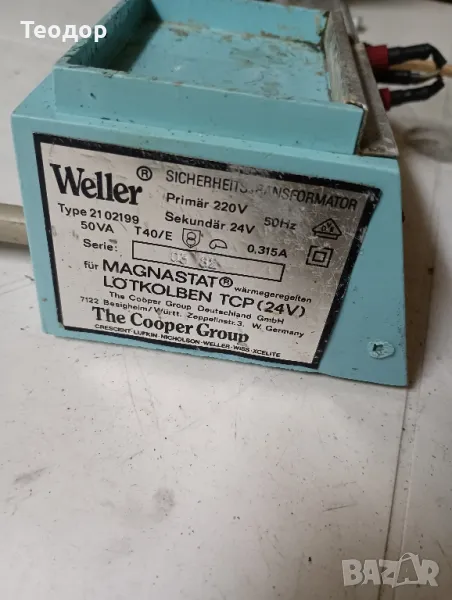 Теодор
Weller® SICHERHEITSTRANSFORMATOR
Primär 220V 50Hz
Sekundär 24V
Type 2102199
50VA T40/E 0,315A
Serie:
für MAGNASTAT® wärmegeregelten
LÖTKOLBEN TCP (24V)
The Cooper Group Deutschland GmbH
7122 Besigheim/Württ. Zeppelinstr. 3. W. Germany
The Cooper Group
CRESCENT·LUFKIN·NICHOLSON·WELLER·WISS·XCELITE
BAZAR